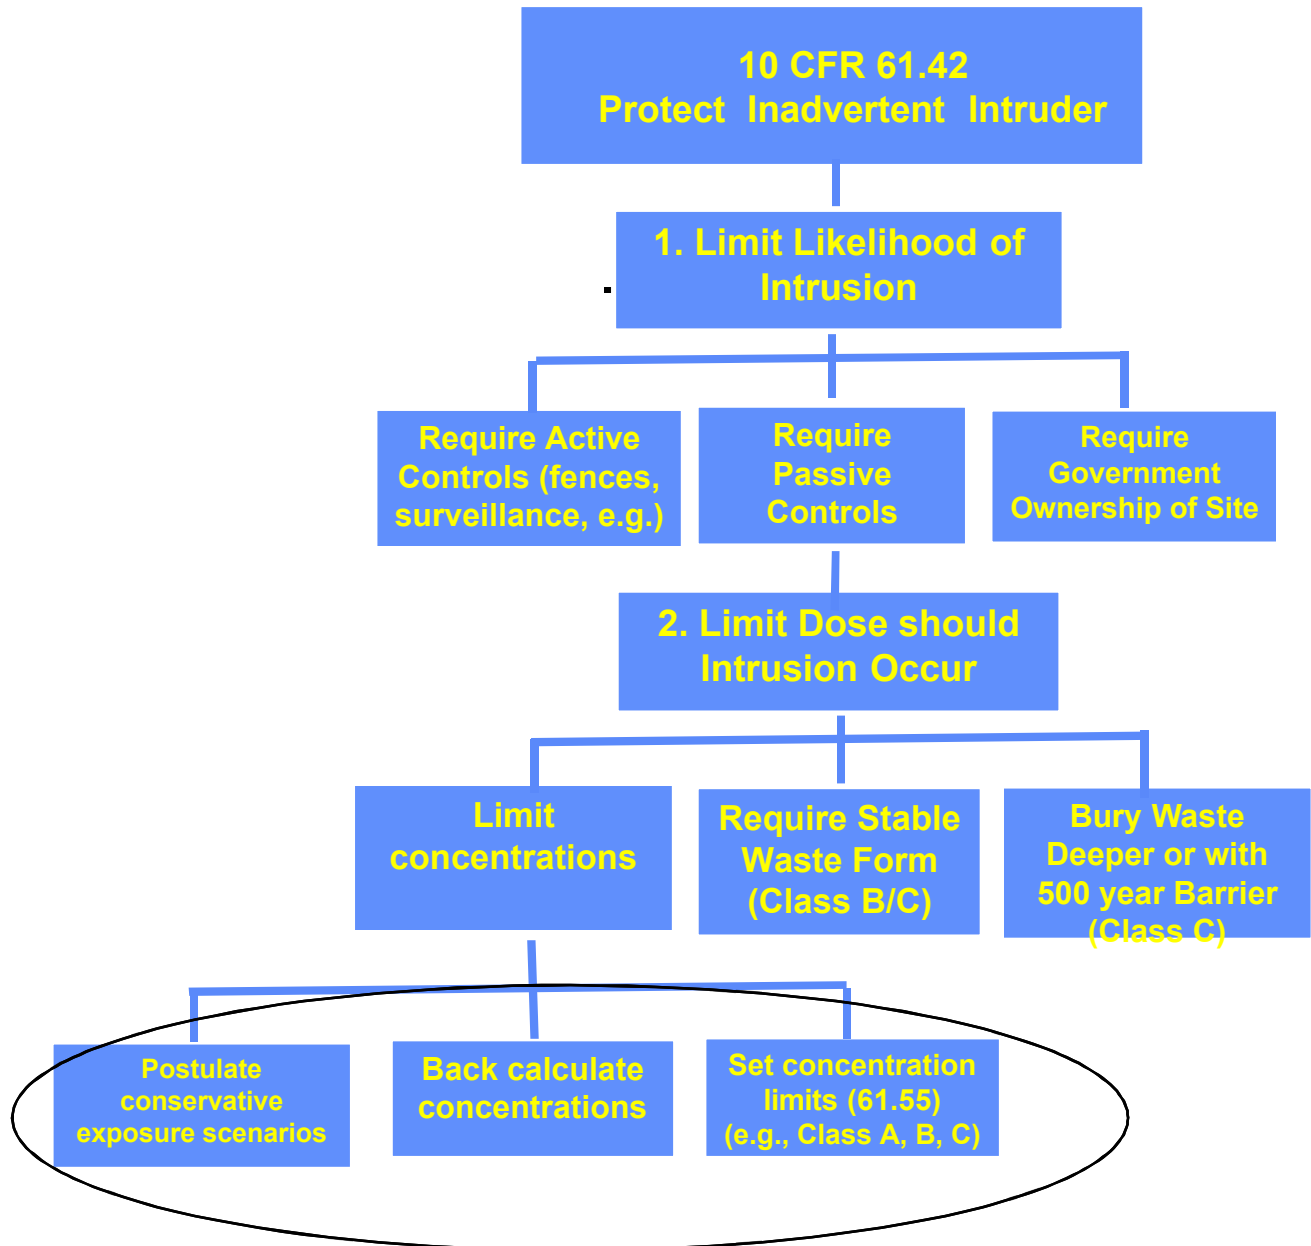 10 CFR 61.42
Protect Inadvertent Intruder
1. Limit Likelihood of
Intrusion
Require Active
Controls (fences,
surveillance, e.g.)
Require
Passive
Controls
Require
Government
Ownership of Site
2. Limit Dose should
Intrusion Occur
Limit
concentrations
Require Stable
Waste Form
(Class B/C)
Bury Waste
Deeper or with
500 year Barrier
(Class C)
Postulate
conservative
exposure scenarios
Back calculate
concentrations
Set concentration
limits (61.55)
(e.g., Class A, B, C)